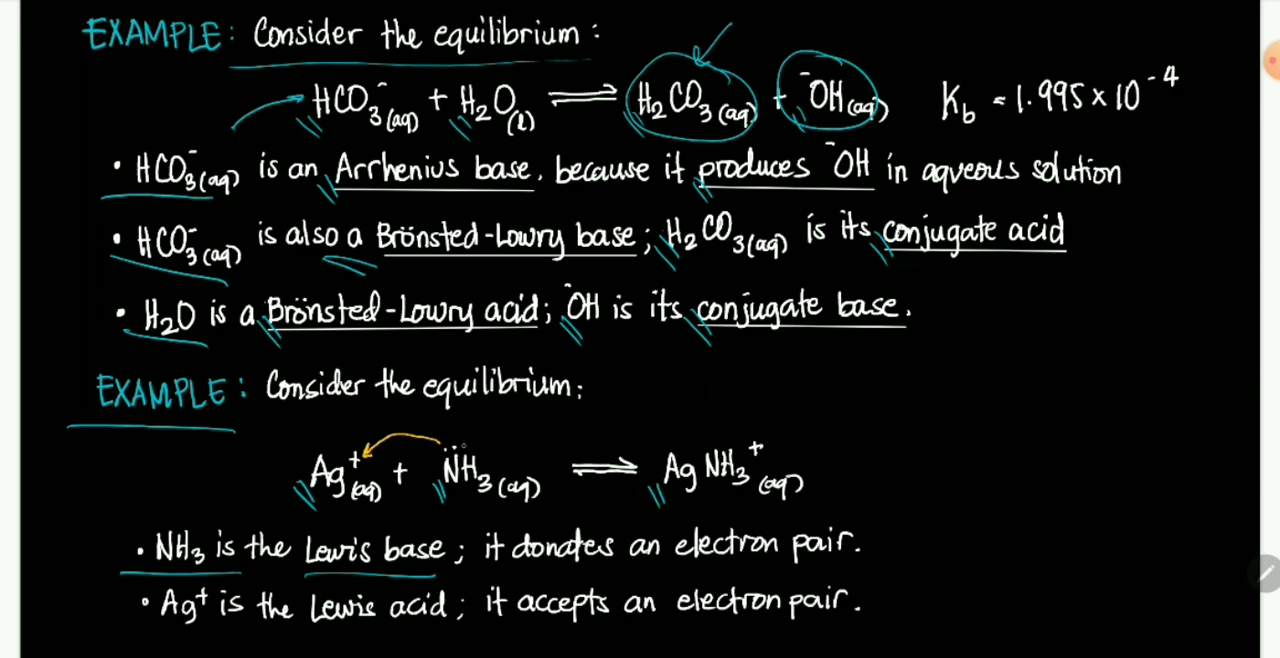 EXAMPLE: Consider the equilibrium:
HCO₃⁻(aq) + H₂O(l) ⇌ H₂CO₃(aq) + ⁻OH(aq) K_b = 1.995 × 10⁻⁴
• HCO₃⁻(aq) is an Arrhenius base, because it produces ⁻OH in aqueous solution
• HCO₃⁻(aq) is also a Brönsted-Lowry base; H₂CO₃(aq) is its conjugate acid
• H₂O is a Brönsted-Lowry acid; ⁻OH is its conjugate base.
EXAMPLE: Consider the equilibrium:
Ag⁺(aq) + N̈H₃(aq) ⇌ AgNH₃⁺(aq)
• NH₃ is the Lewis base; it donates an electron pair.
• Ag⁺ is the Lewis acid; it accepts an electron pair.